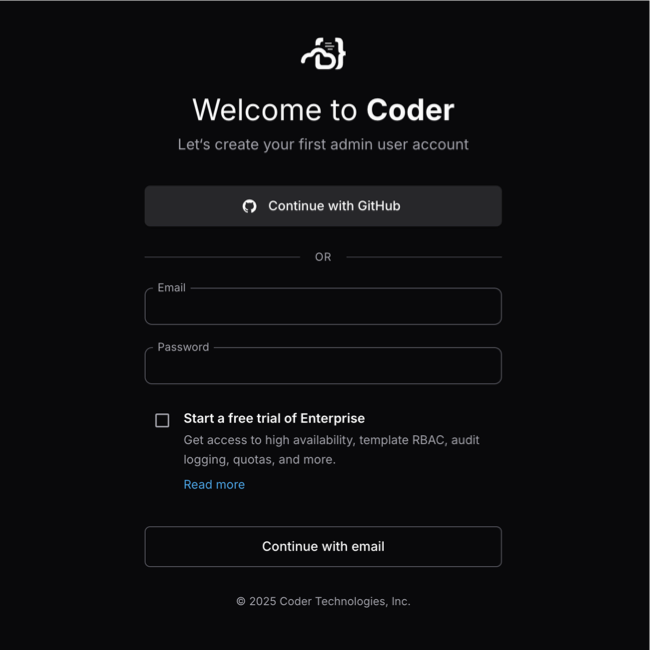 Welcome to Coder
Let's create your first admin user account
Continue with GitHub
OR
Email
Password
Start a free trial of Enterprise
Get access to high availability, template RBAC, audit
logging, quotas, and more.
Read more
Continue with email
© 2025 Coder Technologies, Inc.